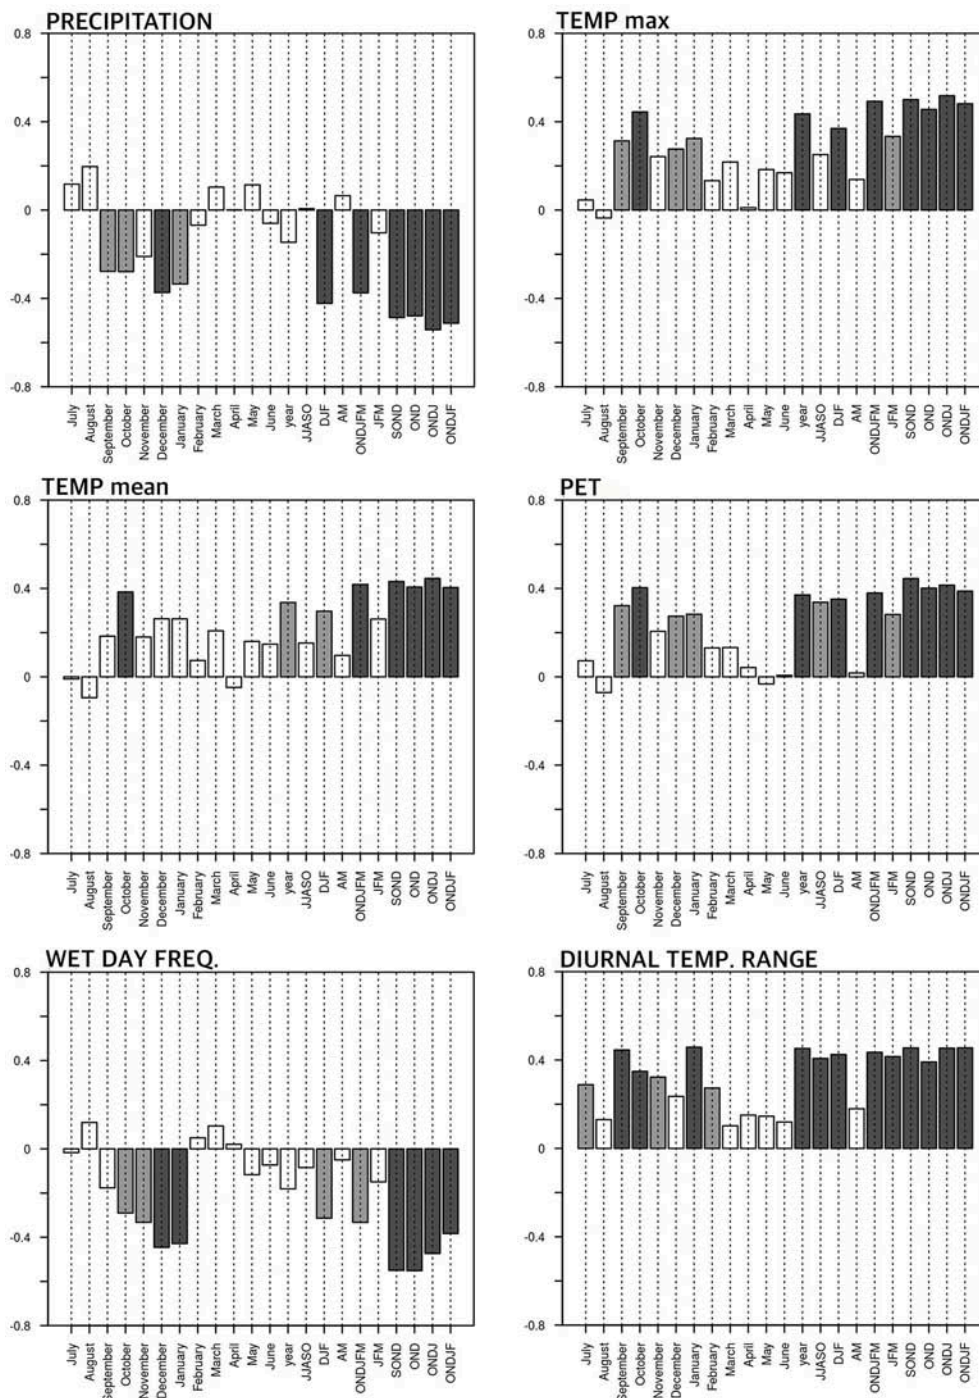 PRECIPITATION
0.8
0.4
0
-0.4
-0.8
July
August
September
October
November
December
January
February
March
April
May
June
year
JJASO
DJF
AM
ONDJFM
JFM
SOND
OND
ONDJ
ONDJF
TEMP max
0.8
0.4
0
-0.4
-0.8
July
August
September
October
November
December
January
February
March
April
May
June
year
JJASO
DJF
AM
ONDJFM
JFM
SOND
OND
ONDJ
ONDJF
TEMP mean
0.8
0.4
0
-0.4
-0.8
July
August
September
October
November
December
January
February
March
April
May
June
year
JJASO
DJF
AM
ONDJFM
JFM
SOND
OND
ONDJ
ONDJF
PET
0.8
0.4
0
-0.4
-0.8
July
August
September
October
November
December
January
February
March
April
May
June
year
JJASO
DJF
AM
ONDJFM
JFM
SOND
OND
ONDJ
ONDJF
WET DAY FREQ.
0.8
0.4
0
-0.4
-0.8
July
August
September
October
November
December
January
February
March
April
May
June
year
JJASO
DJF
AM
ONDJFM
JFM
SOND
OND
ONDJ
ONDJF
DIURNAL TEMP. RANGE
0.8
0.4
0
-0.4
-0.8
July
August
September
October
November
December
January
February
March
April
May
June
year
JJASO
DJF
AM
ONDJFM
JFM
SOND
OND
ONDJ
ONDJF